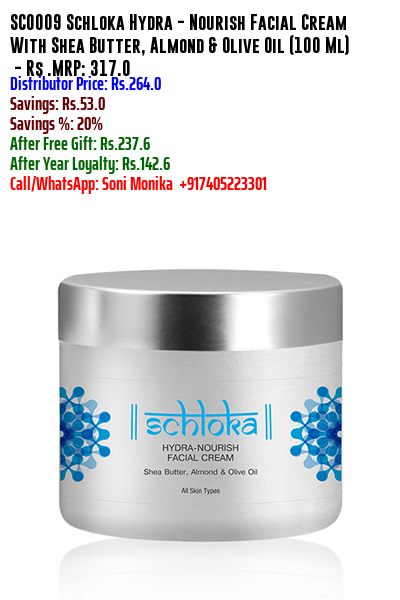 SC0009 Schloka Hydra - Nourish Facial Cream
With Shea Butter, Almond & Olive Oil (100 Ml)
- Rs .MRP: 317.0
Distributor Price: Rs.264.0
Savings: Rs.53.0
Savings %: 20%
After Free Gift: Rs.237.6
After Year Loyalty: Rs.142.6
Call/WhatsApp: Soni Monika +917405223301
schloka
HYDRA-NOURISH
FACIAL CREAM
Shea Butter, Almond & Olive Oil
All Skin Types